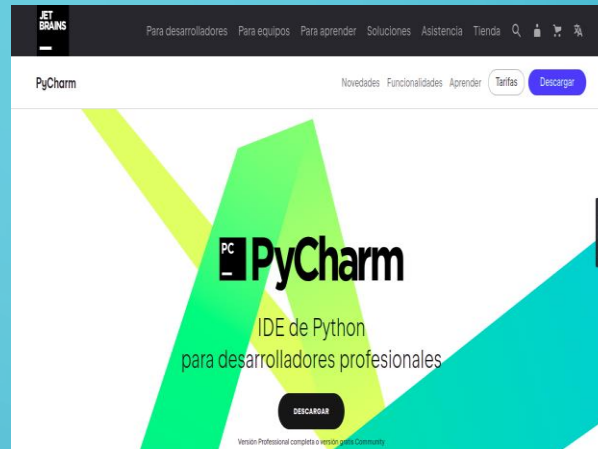 JET
BRAINS
Para desarrolladores Para equipos Para aprender Soluciones Asistencia Tienda
PyCharm
Novedades Funcionalidades Aprender Tarifas Descargar
PC
PyCharm
IDE de Python
para desarrolladores profesionales
DESCARGAR
Versión Professional completa o versión gratis Community